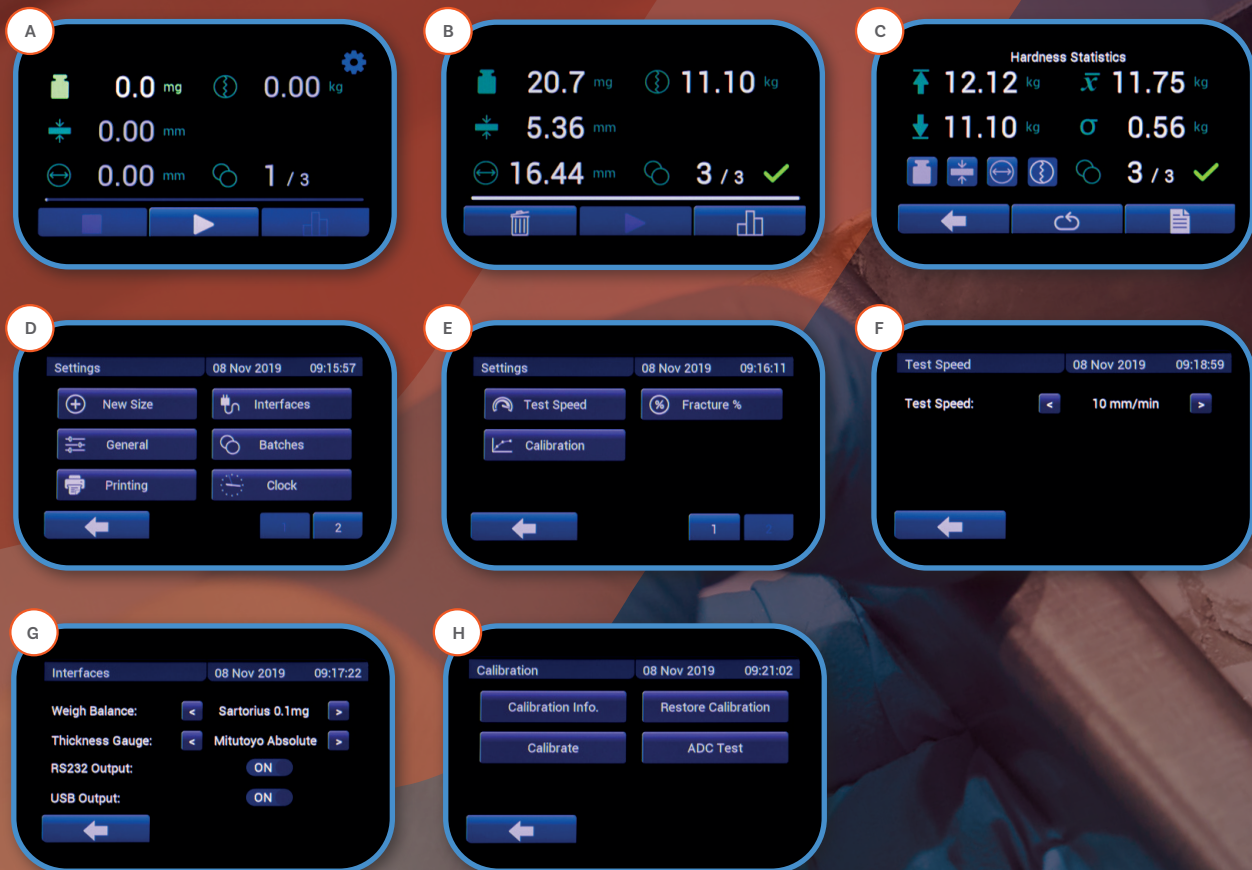 A
0.0 mg 0.00 kg
0.00 mm
0.00 mm 1 / 3
B
20.7 mg 11.10 kg
5.36 mm
16.44 mm 3 / 3
C
Hardness Statistics
12.12 kg x̅ 11.75 kg
11.10 kg σ 0.56 kg
3 / 3
D
Settings 08 Nov 2019 09:15:57
New Size Interfaces
General Batches
Printing Clock
1 2
E
Settings 08 Nov 2019 09:16:11
Test Speed % Fracture %
Calibration
1 2
F
Test Speed 08 Nov 2019 09:18:59
Test Speed: < 10 mm/min >
G
Interfaces 08 Nov 2019 09:17:22
Weigh Balance: < Sartorius 0.1mg >
Thickness Gauge: < Mitutoyo Absolute >
RS232 Output: ON
USB Output: ON
H
Calibration 08 Nov 2019 09:21:02
Calibration Info. Restore Calibration
Calibrate ADC Test